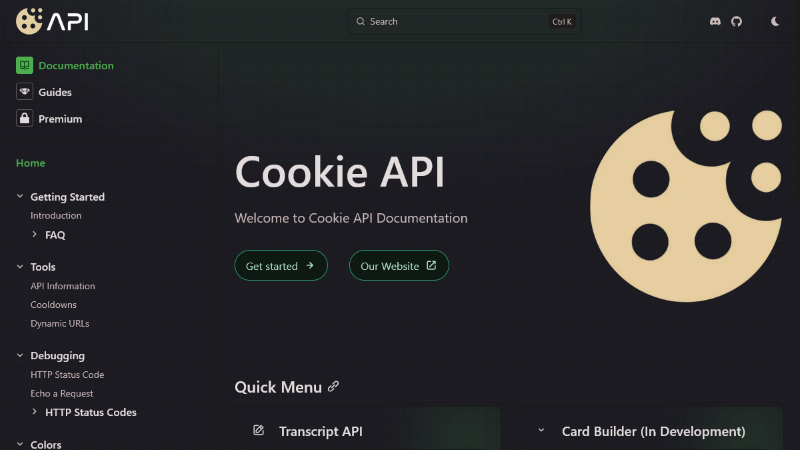 API
Search
Ctrl K
Documentation
Guides
Premium
Home
Getting Started
Introduction
FAQ
Tools
API Information
Cooldowns
Dynamic URLs
Debugging
HTTP Status Code
Echo a Request
HTTP Status Codes
Colors
Cookie API
Welcome to Cookie API Documentation
Get started
Our Website
Quick Menu
Transcript API
Card Builder (In Development)